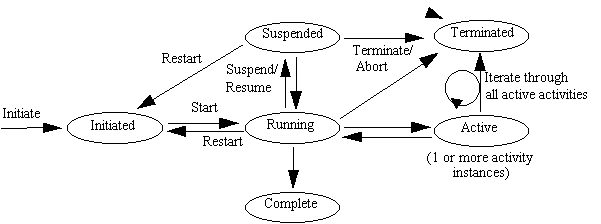 Suspended
Terminated
Restart
Terminate/
Abort
Suspend/
Resume
Iterate through
all active activities
Initiate
Start
Initiated
Running
Active
Restart
(1 or more activity
instances)
Complete